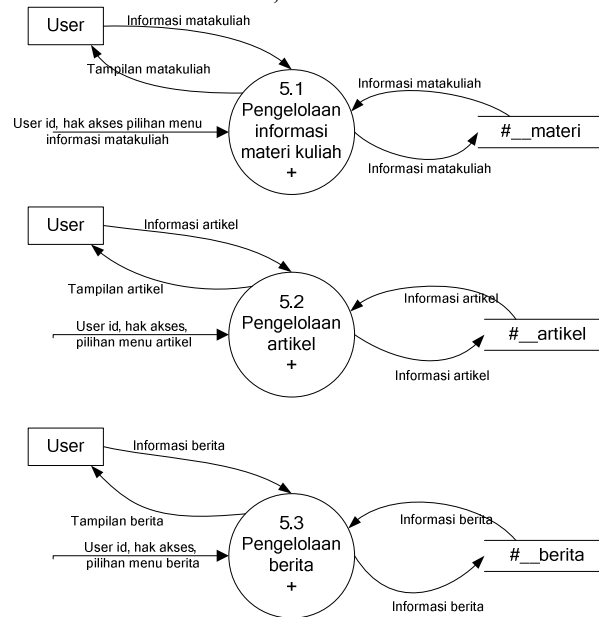 User
Informasi matakuliah
Tampilan matakuliah
User id, hak akses pilihan menu
informasi matakuliah
5.1
Pengelolaan
informasi
materi kuliah
+
Informasi matakuliah
#__materi
Informasi matakuliah
User
Informasi artikel
Tampilan artikel
User id, hak akses,
pilihan menu artikel
5.2
Pengelolaan
artikel
+
Informasi artikel
#__artikel
Informasi artikel
User
Informasi berita
Tampilan berita
User id, hak akses,
pilihan menu berita
5.3
Pengelolaan
berita
+
Informasi berita
#__berita
Informasi berita